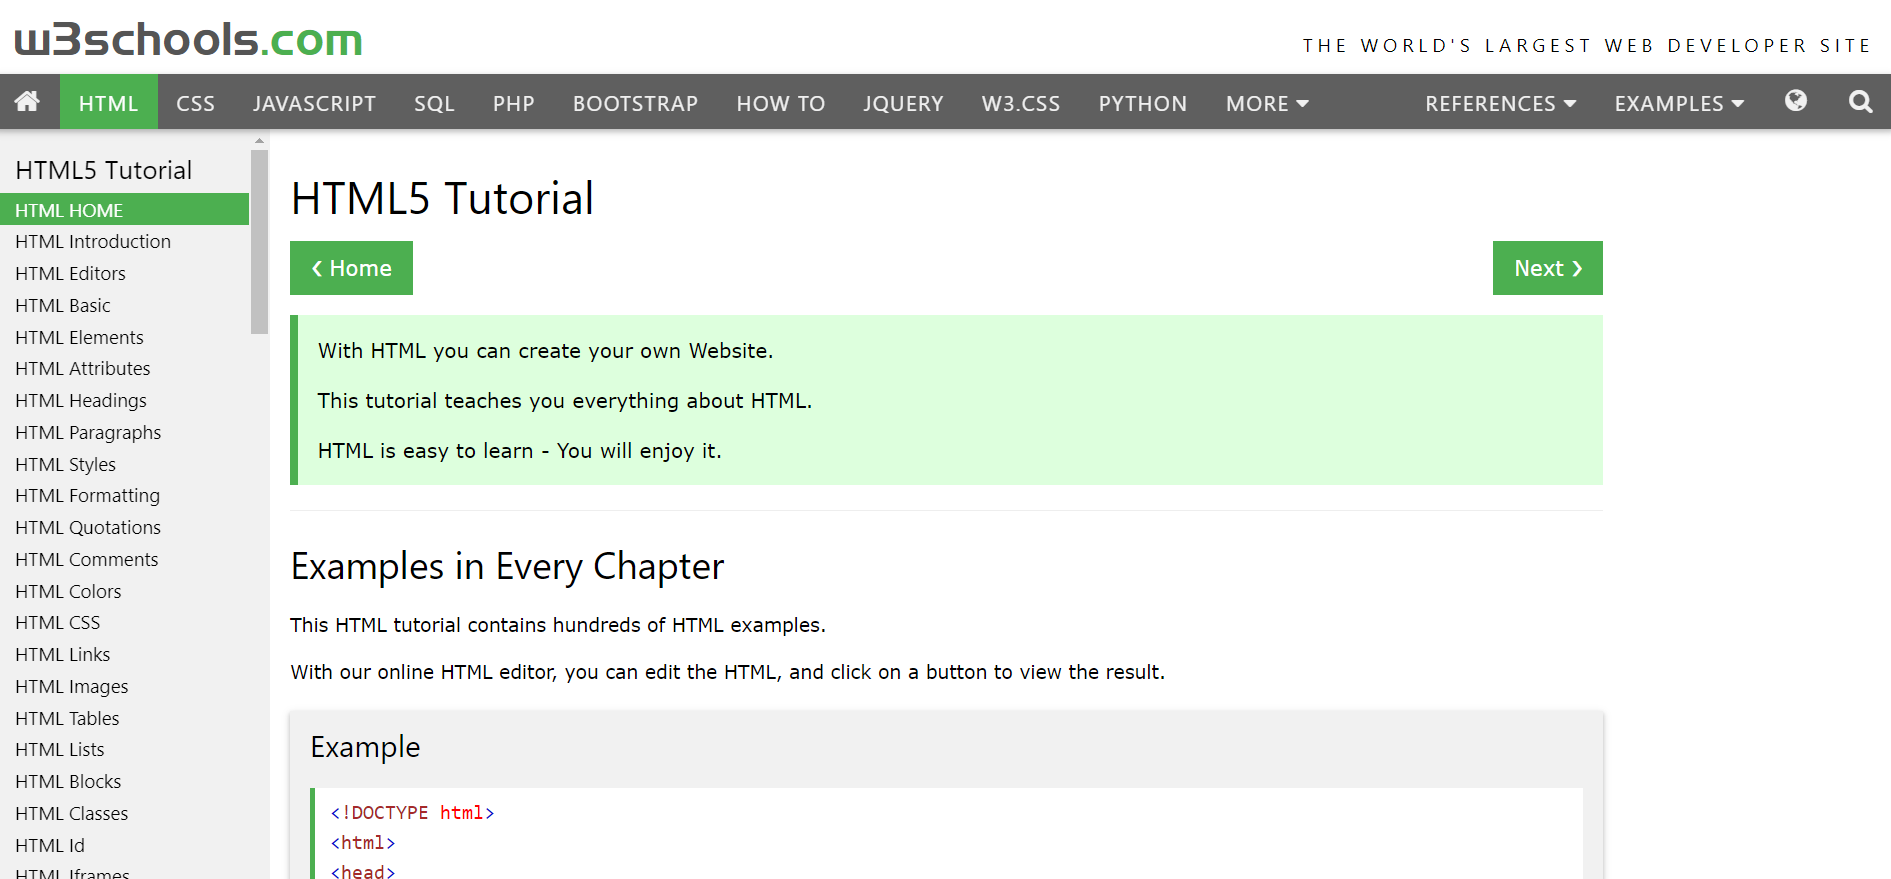 w3schools.com
THE WORLD'S LARGEST WEB DEVELOPER SITE
HTML CSS JAVASCRIPT SQL PHP BOOTSTRAP HOW TO JQUERY W3.CSS PYTHON MORE REFERENCES EXAMPLES
HTML5 Tutorial
HTML HOME
HTML Introduction
HTML Editors
HTML Basic
HTML Elements
HTML Attributes
HTML Headings
HTML Paragraphs
HTML Styles
HTML Formatting
HTML Quotations
HTML Comments
HTML Colors
HTML CSS
HTML Links
HTML Images
HTML Tables
HTML Lists
HTML Blocks
HTML Classes
HTML Id
HTML Iframes
HTML5 Tutorial
❮ Home
Next ❯
With HTML you can create your own Website.
This tutorial teaches you everything about HTML.
HTML is easy to learn - You will enjoy it.
Examples in Every Chapter
This HTML tutorial contains hundreds of HTML examples.
With our online HTML editor, you can edit the HTML, and click on a button to view the result.
Example
<!DOCTYPE html>
<html>
<head>